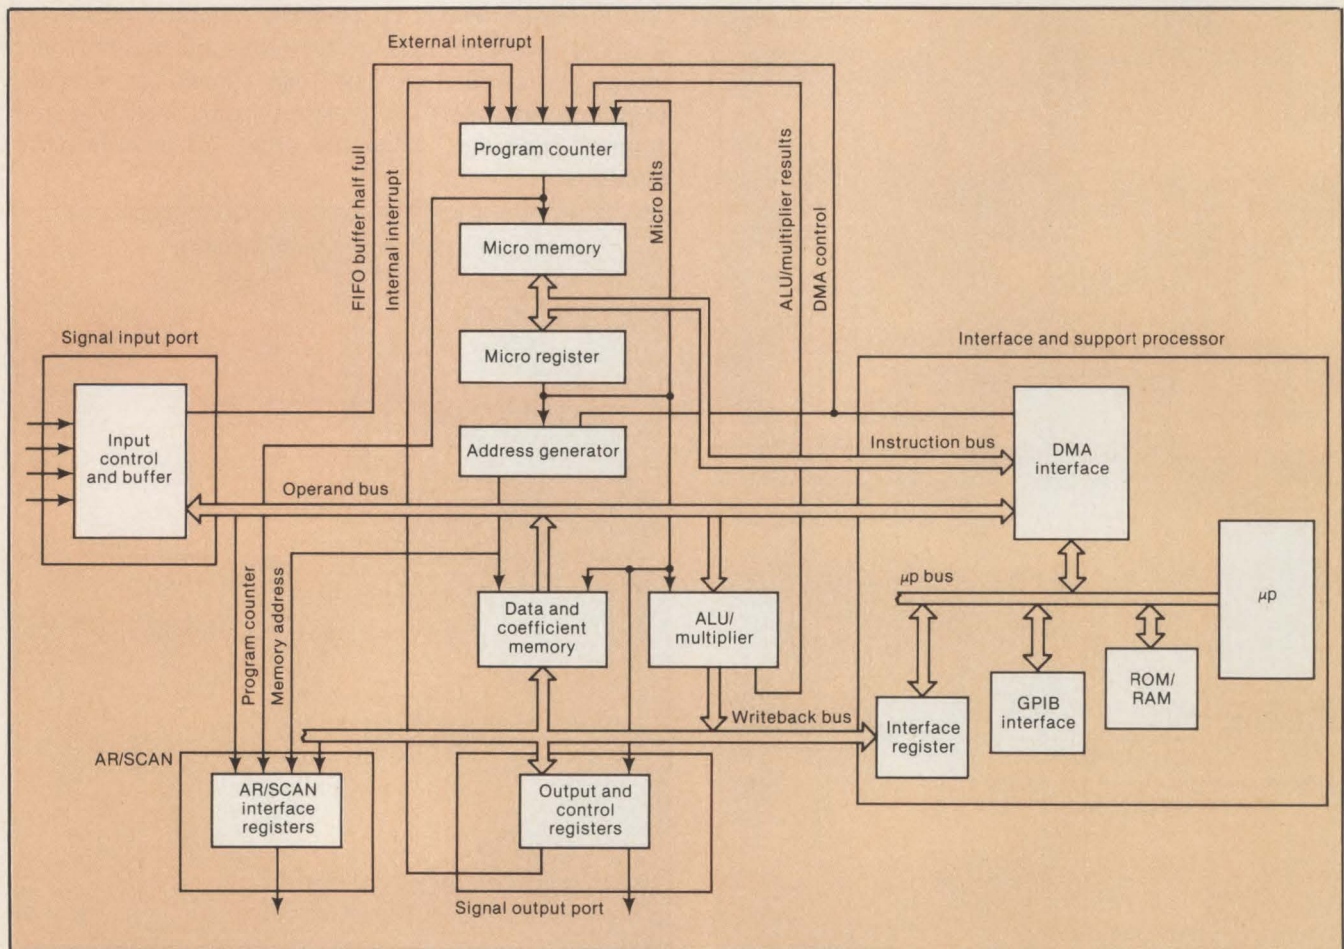 External interrupt
Program counter
FIFO buffer half full
Internal interrupt
Micro bits
ALU/multiplier results
DMA control
Micro memory
Signal input port
Micro register
Interface and support processor
Input
control
and buffer
Address generator
Instruction bus
DMA
interface
Operand bus
Program counter
Memory address
Data and
coefficient
memory
ALU/
multiplier
µp bus
µp
ROM/
RAM
GPIB
interface
Interface
register
Writeback bus
AR/SCAN
AR/SCAN
interface
registers
Output and
control
registers
Signal output port